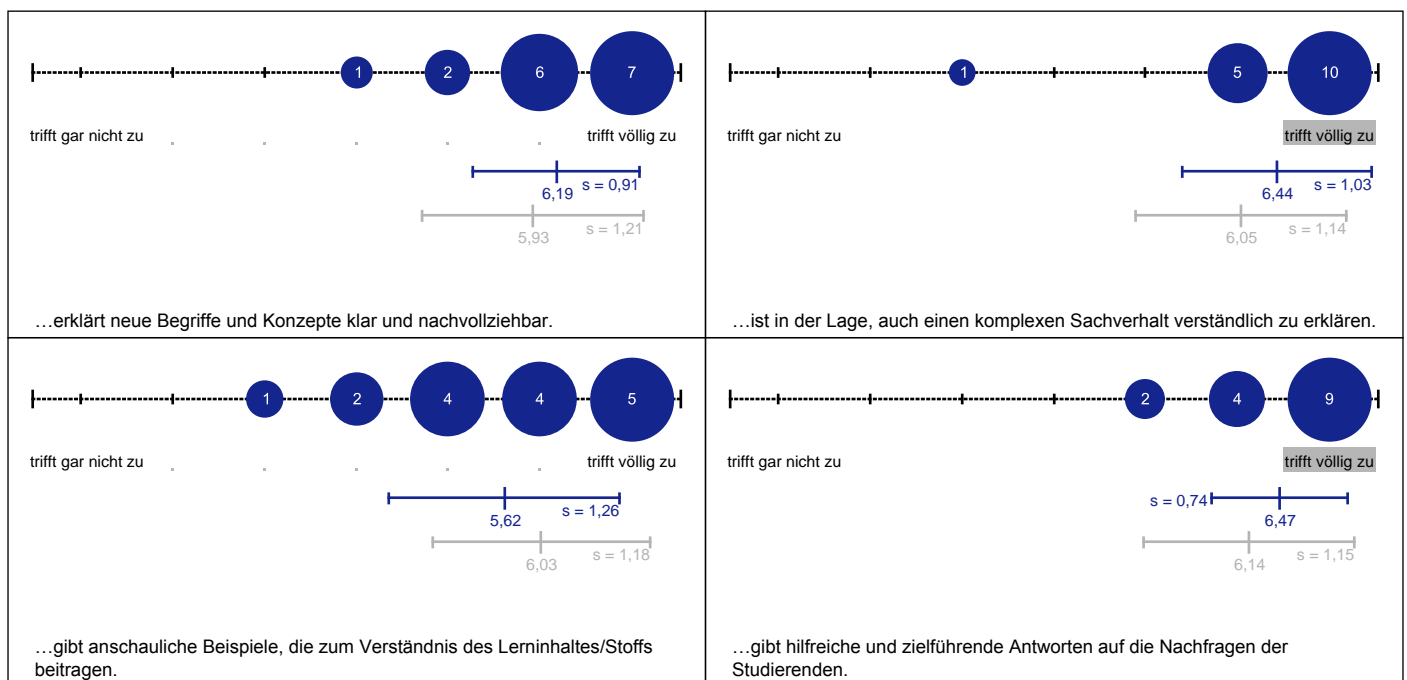 1 2 6 7
trifft gar nicht zu . . . . . trifft völlig zu
6,19 s = 0,91
5,93 s = 1,21
…erklärt neue Begriffe und Konzepte klar und nachvollziehbar.
1 5 10
trifft gar nicht zu trifft völlig zu
6,44 s = 1,03
6,05 s = 1,14
…ist in der Lage, auch einen komplexen Sachverhalt verständlich zu erklären.
1 2 4 4 5
trifft gar nicht zu . . . . . trifft völlig zu
5,62 s = 1,26
6,03 s = 1,18
…gibt anschauliche Beispiele, die zum Verständnis des Lerninhaltes/Stoffs
beitragen.
2 4 9
trifft gar nicht zu trifft völlig zu
s = 0,74 6,47
6,14 s = 1,15
…gibt hilfreiche und zielführende Antworten auf die Nachfragen der
Studierenden.